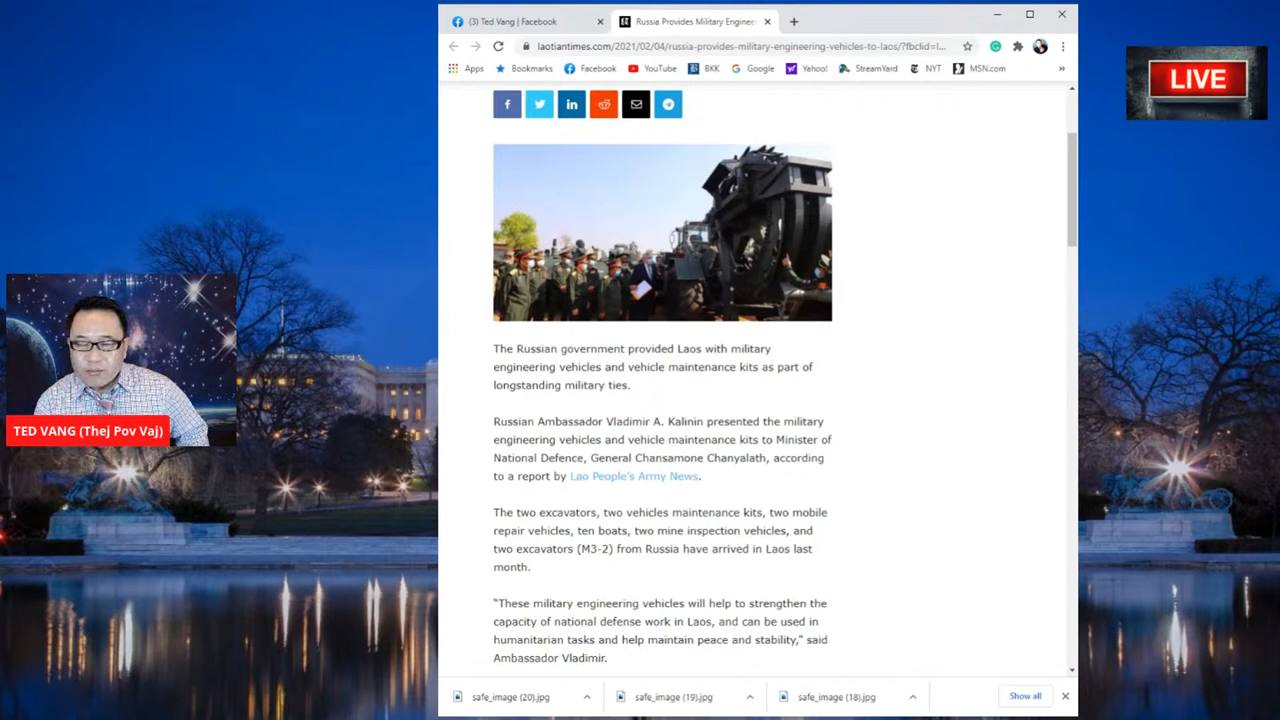 (3) Ted Vang | Facebook
Russia Provides Military Enginee
laotiantimes.com/2021/02/04/russia-provides-military-engineering-vehicles-to-laos/?fbclid=I...
Apps Bookmarks Facebook YouTube BKK Google Yahoo! StreamYard NYT MSN.com »
LIVE
The Russian government provided Laos with military
engineering vehicles and vehicle maintenance kits as part of
longstanding military ties.
Russian Ambassador Vladimir A. Kalinin presented the military
engineering vehicles and vehicle maintenance kits to Minister of
National Defence, General Chansamone Chanyalath, according
to a report by Lao People's Army News.
The two excavators, two vehicles maintenance kits, two mobile
repair vehicles, ten boats, two mine inspection vehicles, and
two excavators (M3-2) from Russia have arrived in Laos last
month.
“These military engineering vehicles will help to strengthen the
capacity of national defense work in Laos, and can be used in
humanitarian tasks and help maintain peace and stability,” said
Ambassador Vladimir.
TED VANG (Thej Pov Vaj)
safe_image (20).jpg
safe_image (19).jpg
safe_image (18).jpg
Show all